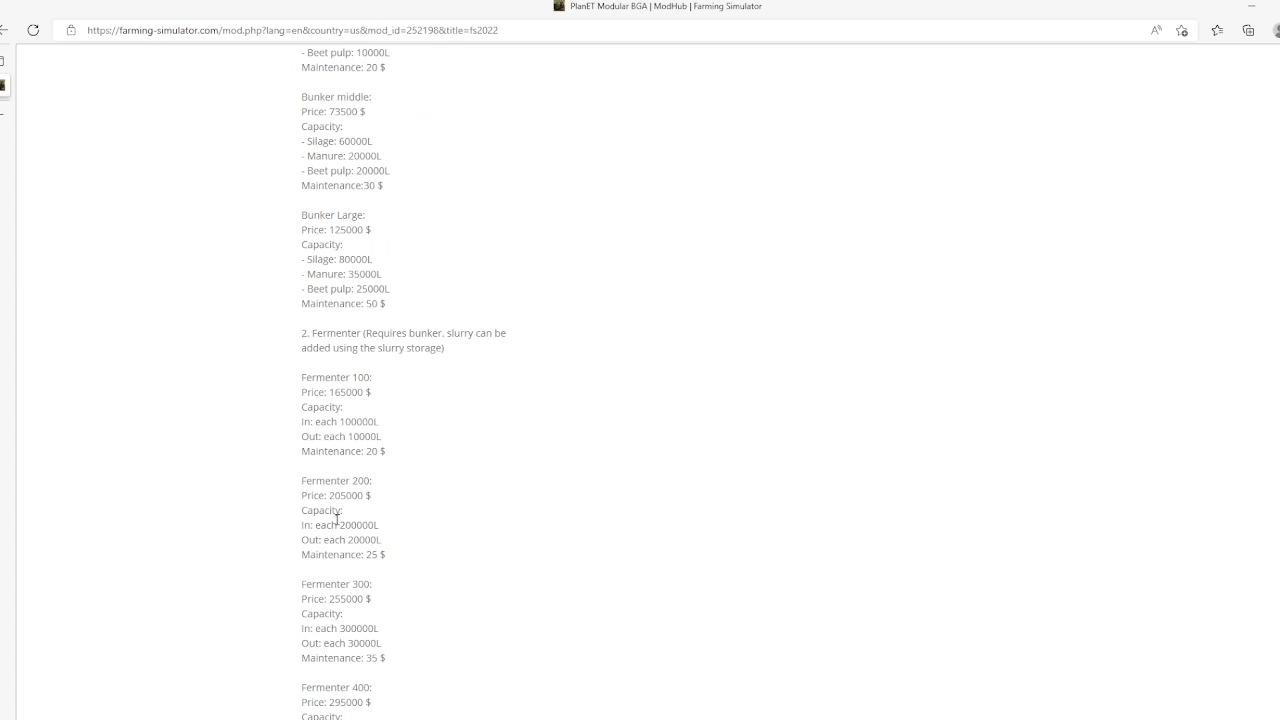 PlanET Modular BGA | ModHub | Farming Simulator
https://farming-simulator.com/mod.php?lang=en&country=us&mod_id=252198&title=fs2022
- Beet pulp: 10000L
Maintenance: 20 $
Bunker middle:
Price: 73500 $
Capacity:
- Silage: 60000L
- Manure: 20000L
- Beet pulp: 20000L
Maintenance:30 $
Bunker Large:
Price: 125000 $
Capacity:
- Silage: 80000L
- Manure: 35000L
- Beet pulp: 25000L
Maintenance: 50 $
2. Fermenter (Requires bunker. slurry can be
added using the slurry storage)
Fermenter 100:
Price: 165000 $
Capacity:
In: each 100000L
Out: each 10000L
Maintenance: 20 $
Fermenter 200:
Price: 205000 $
Capacity:
In: each 200000L
Out: each 20000L
Maintenance: 25 $
Fermenter 300:
Price: 255000 $
Capacity:
In: each 300000L
Out: each 30000L
Maintenance: 35 $
Fermenter 400:
Price: 295000 $
Capacity: